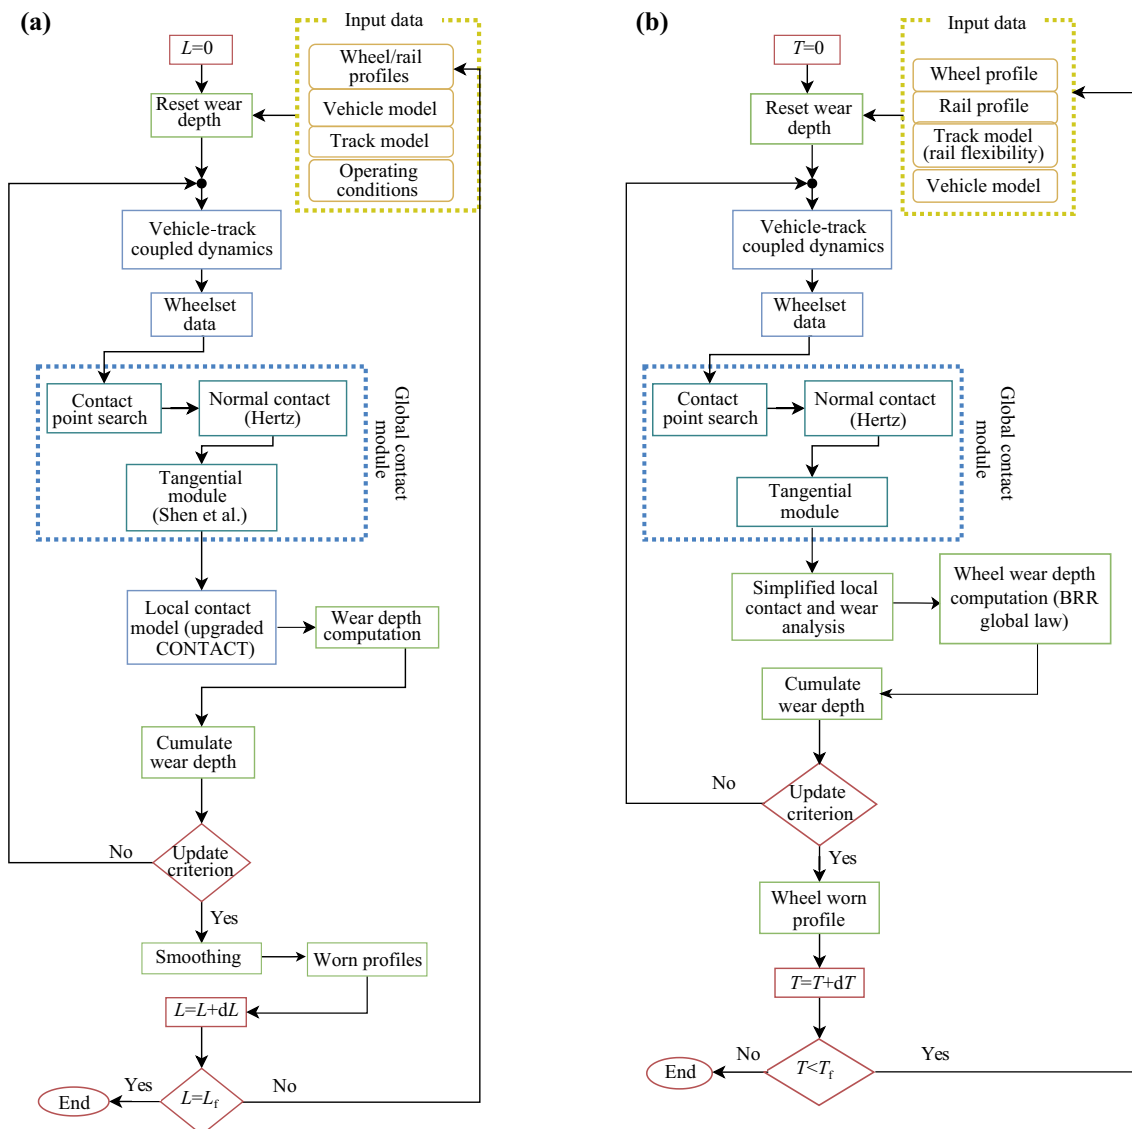 (a)
L=0
Reset wear
depth
Input data
Wheel/rail
profiles
Vehicle model
Track model
Operating
conditions
Vehicle-track
coupled dynamics
Wheelset
data
Contact
point search
Normal contact
(Hertz)
Tangential
module
(Shen et al.)
Global contact
module
Local contact
model (upgraded
CONTACT)
Wear depth
computation
Cumulate
wear depth
Update
criterion
No
Yes
Smoothing
Worn profiles
L=L+dL
L=Lf
Yes
No
End
(b)
T=0
Reset wear
depth
Input data
Wheel profile
Rail profile
Track model
(rail flexibility)
Vehicle model
Vehicle-track
coupled dynamics
Wheelset
data
Contact
point search
Normal contact
(Hertz)
Tangential
module
Global contact
module
Simplified local
contact and wear
analysis
Wheel wear depth
computation (BRR
global law)
Cumulate
wear depth
Update
criterion
No
Yes
Wheel worn
profile
T=T+dT
T<Tf
No
Yes
End